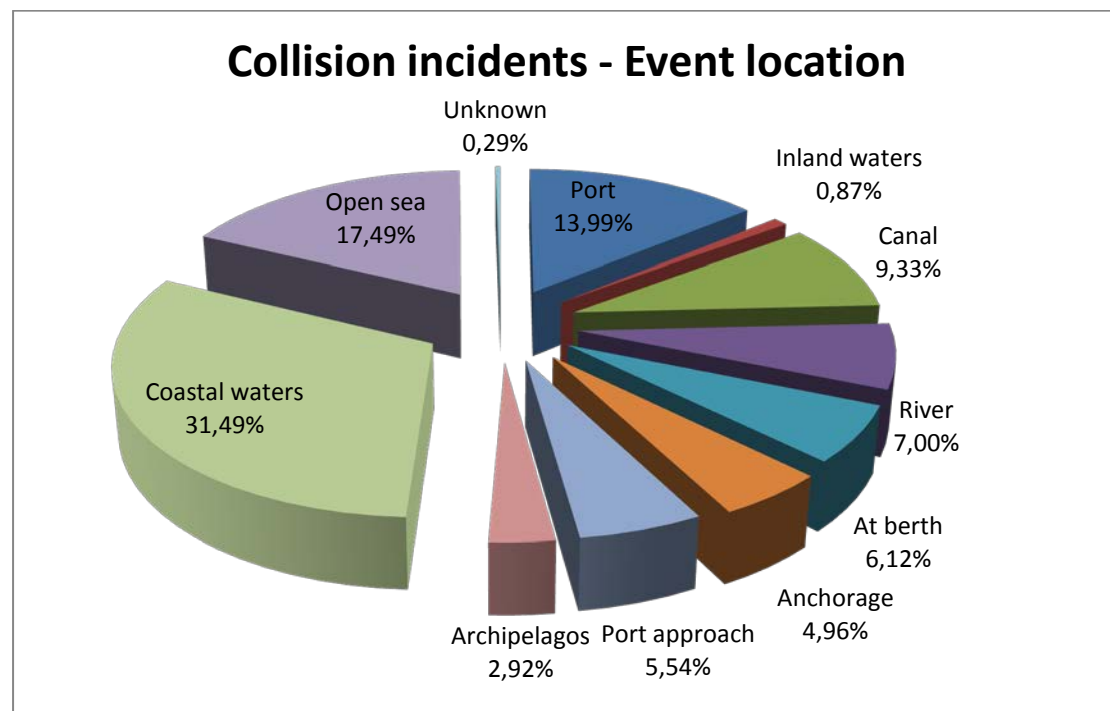 Collision incidents - Event location
Unknown
0,29%
Port
13,99%
Inland waters
0,87%
Canal
9,33%
River
7,00%
At berth
6,12%
Anchorage
4,96%
Port approach
5,54%
Archipelagos
2,92%
Coastal waters
31,49%
Open sea
17,49%